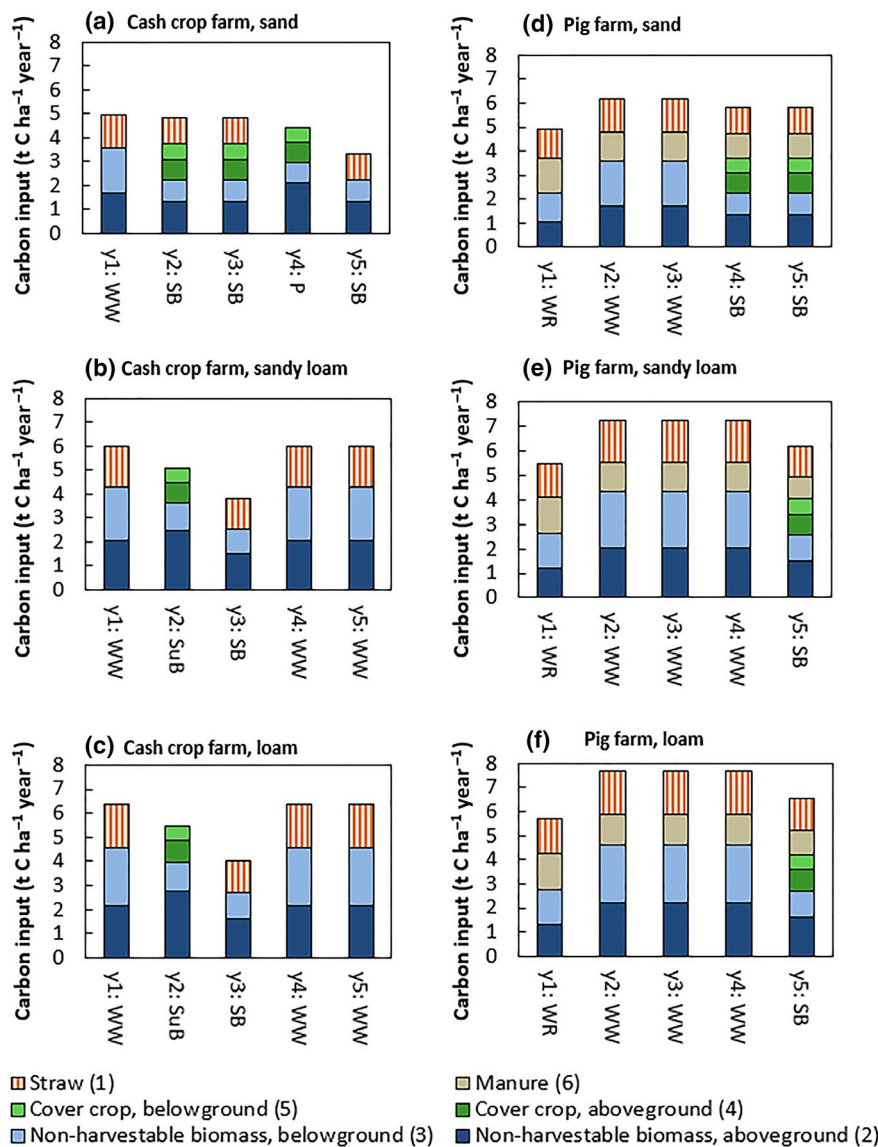 (a) Cash crop farm, sand
Carbon input (t C ha⁻¹ year⁻¹)
8
7
6
5
4
3
2
1
0
y1: WW
y2: SB
y3: SB
y4: P
y5: SB
(d) Pig farm, sand
Carbon input (t C ha⁻¹ year⁻¹)
8
7
6
5
4
3
2
1
0
y1: WR
y2: WW
y3: WW
y4: SB
y5: SB
(b) Cash crop farm, sandy loam
Carbon input (t C ha⁻¹ year⁻¹)
8
7
6
5
4
3
2
1
0
y1: WW
y2: SuB
y3: SB
y4: WW
y5: WW
(e) Pig farm, sandy loam
Carbon input (t C ha⁻¹ year⁻¹)
8
7
6
5
4
3
2
1
0
y1: WR
y2: WW
y3: WW
y4: WW
y5: SB
(c) Cash crop farm, loam
Carbon input (t C ha⁻¹ year⁻¹)
8
7
6
5
4
3
2
1
0
y1: WW
y2: SuB
y3: SB
y4: WW
y5: WW
(f) Pig farm, loam
Carbon input (t C ha⁻¹ year⁻¹)
8
7
6
5
4
3
2
1
0
y1: WR
y2: WW
y3: WW
y4: WW
y5: SB
Straw (1)
Manure (6)
Cover crop, belowground (5)
Cover crop, aboveground (4)
Non-harvestable biomass, belowground (3)
Non-harvestable biomass, aboveground (2)